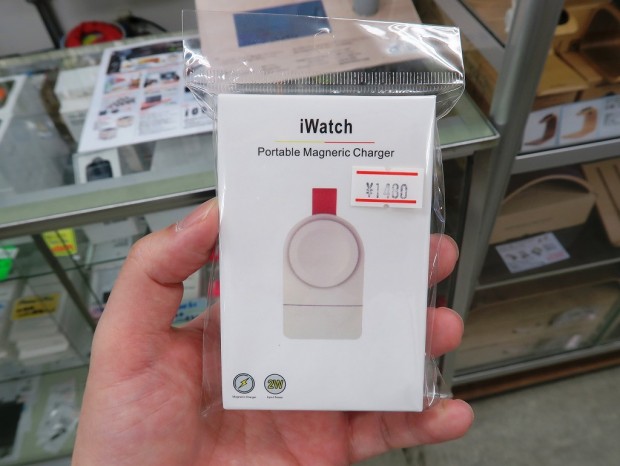 iWatch
Portable Magneric Charger
¥1480
2W